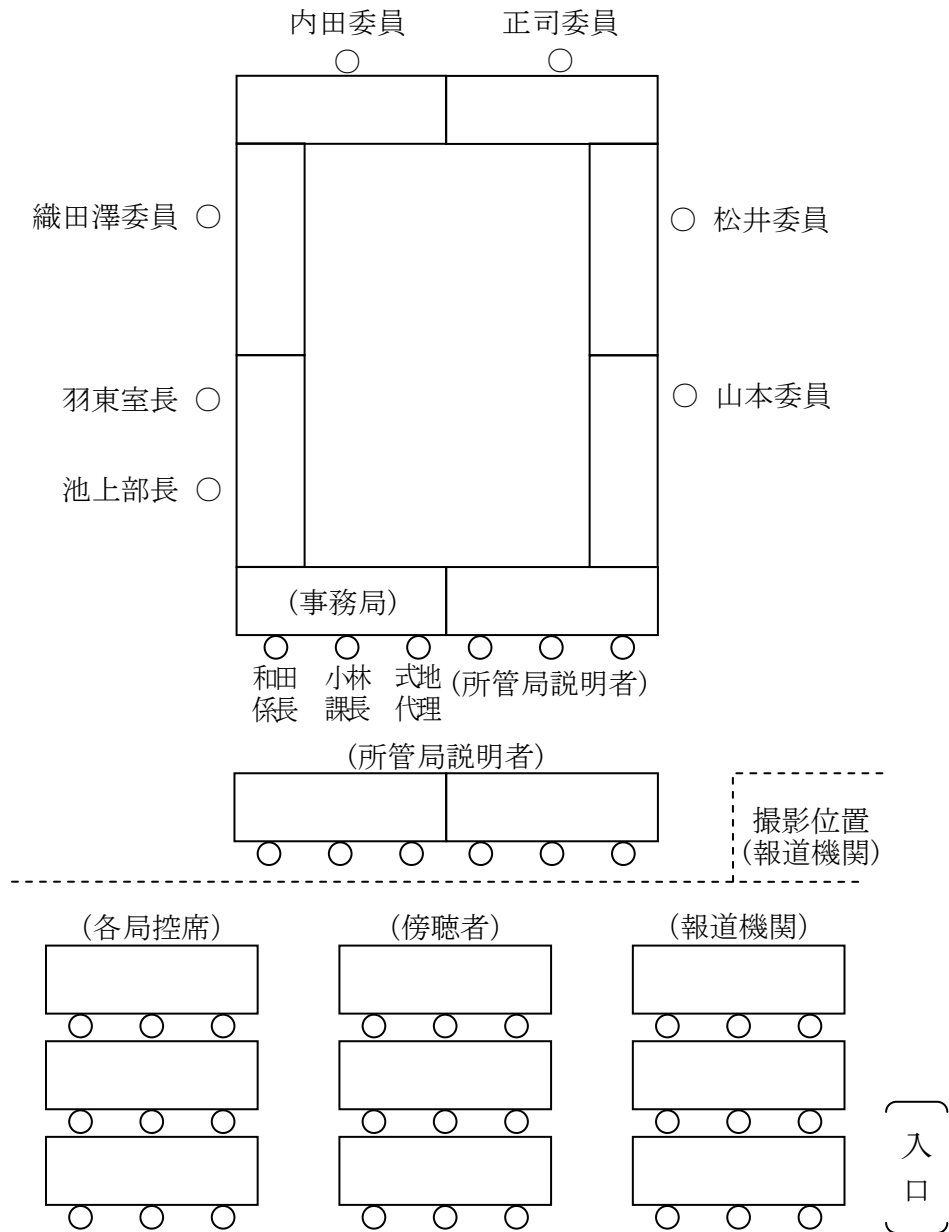 内田委員
正司委員
織田澤委員
松井委員
羽東室長
山本委員
池上部長
(事務局)
和田
係長
小林
課長
式地
代理
(所管局説明者)
(所管局説明者)
撮影位置
(報道機関)
(各局控席)
(傍聴者)
(報道機関)
入
口